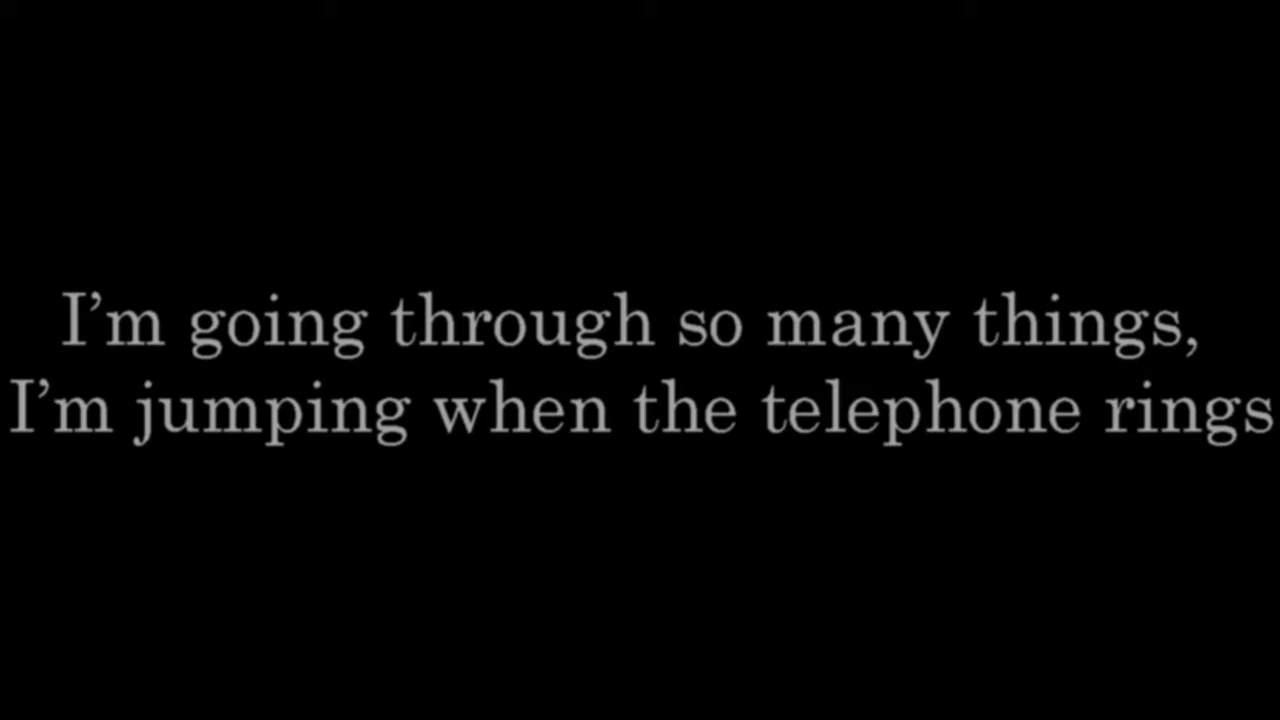 I’m going through so many things,
I’m jumping when the telephone rings